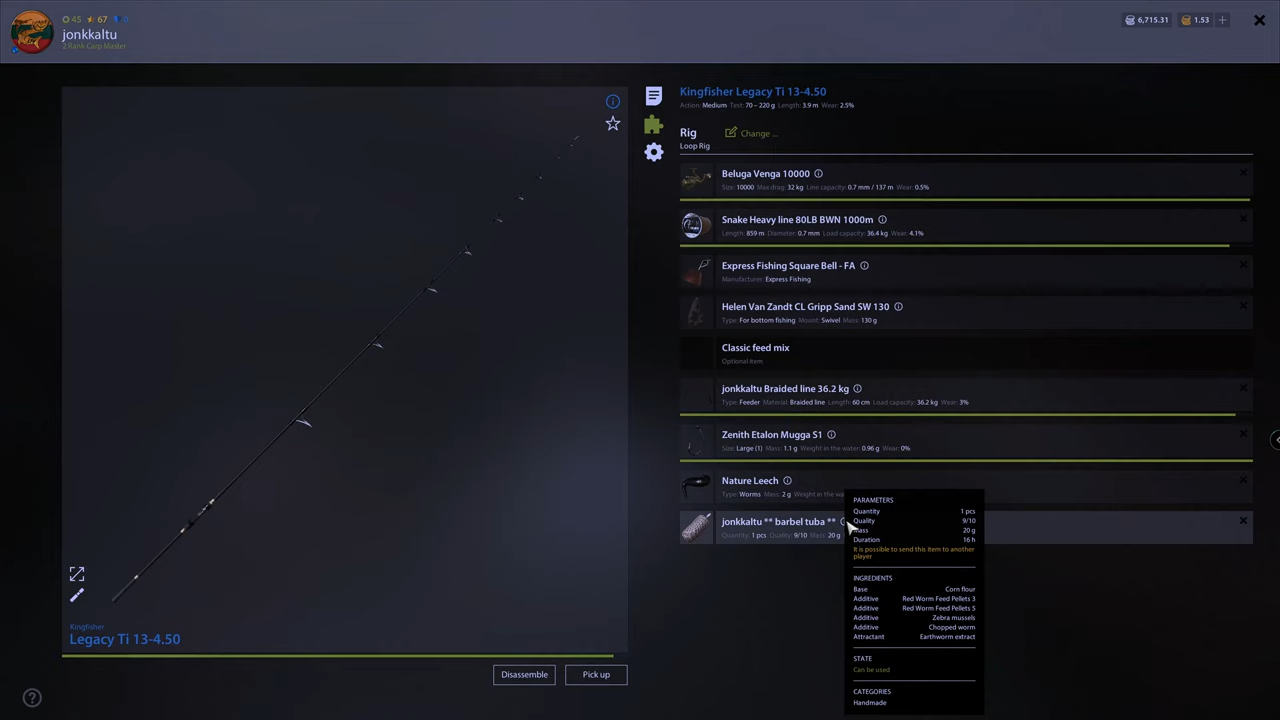 45 67 0
jonkkaltu
2 Rank Carp Master
6,715.31 1.53 +
Kingfisher Legacy Ti 13-4.50
Action: Medium Test: 70 – 220 g Length: 3.9 m Wear: 2.5%
Rig
Change ...
Loop Rig
Beluga Venga 10000
Size: 10000 Max drag: 32 kg Line capacity: 0.7 mm / 137 m Wear: 0.5%
Snake Heavy line 80LB BWN 1000m
Length: 859 m Diameter: 0.7 mm Load capacity: 36.4 kg Wear: 4.1%
Express Fishing Square Bell - FA
Manufacturer: Express Fishing
Helen Van Zandt CL Gripp Sand SW 130
Type: For bottom fishing Mount: Swivel Mass: 130 g
Classic feed mix
Optional item
jonkkaltu Braided line 36.2 kg
Type: Feeder Material: Braided line Length: 60 cm Load capacity: 36.2 kg Wear: 3%
Zenith Etalon Mugga S1
Size: Large (1) Mass: 1.1 g Weight in the water: 0.96 g Wear: 0%
Nature Leech
Type: Worms Mass: 2 g Weight in the
jonkkaltu ** barbel tuba **
Quantity: 1 pcs Quality: 9/10 Mass: 20 g
PARAMETERS
Quantity 1 pcs
Quality 9/10
Mass 20 g
Duration 16 h
It is possible to send this item to another
player
INGREDIENTS
Base Corn flour
Additive Red Worm Feed Pellets 3
Additive Red Worm Feed Pellets 5
Additive Zebra mussels
Additive Chopped worm
Attractant Earthworm extract
STATE
Can be used
CATEGORIES
Handmade
Kingfisher
Legacy Ti 13-4.50
Disassemble
Pick up
?